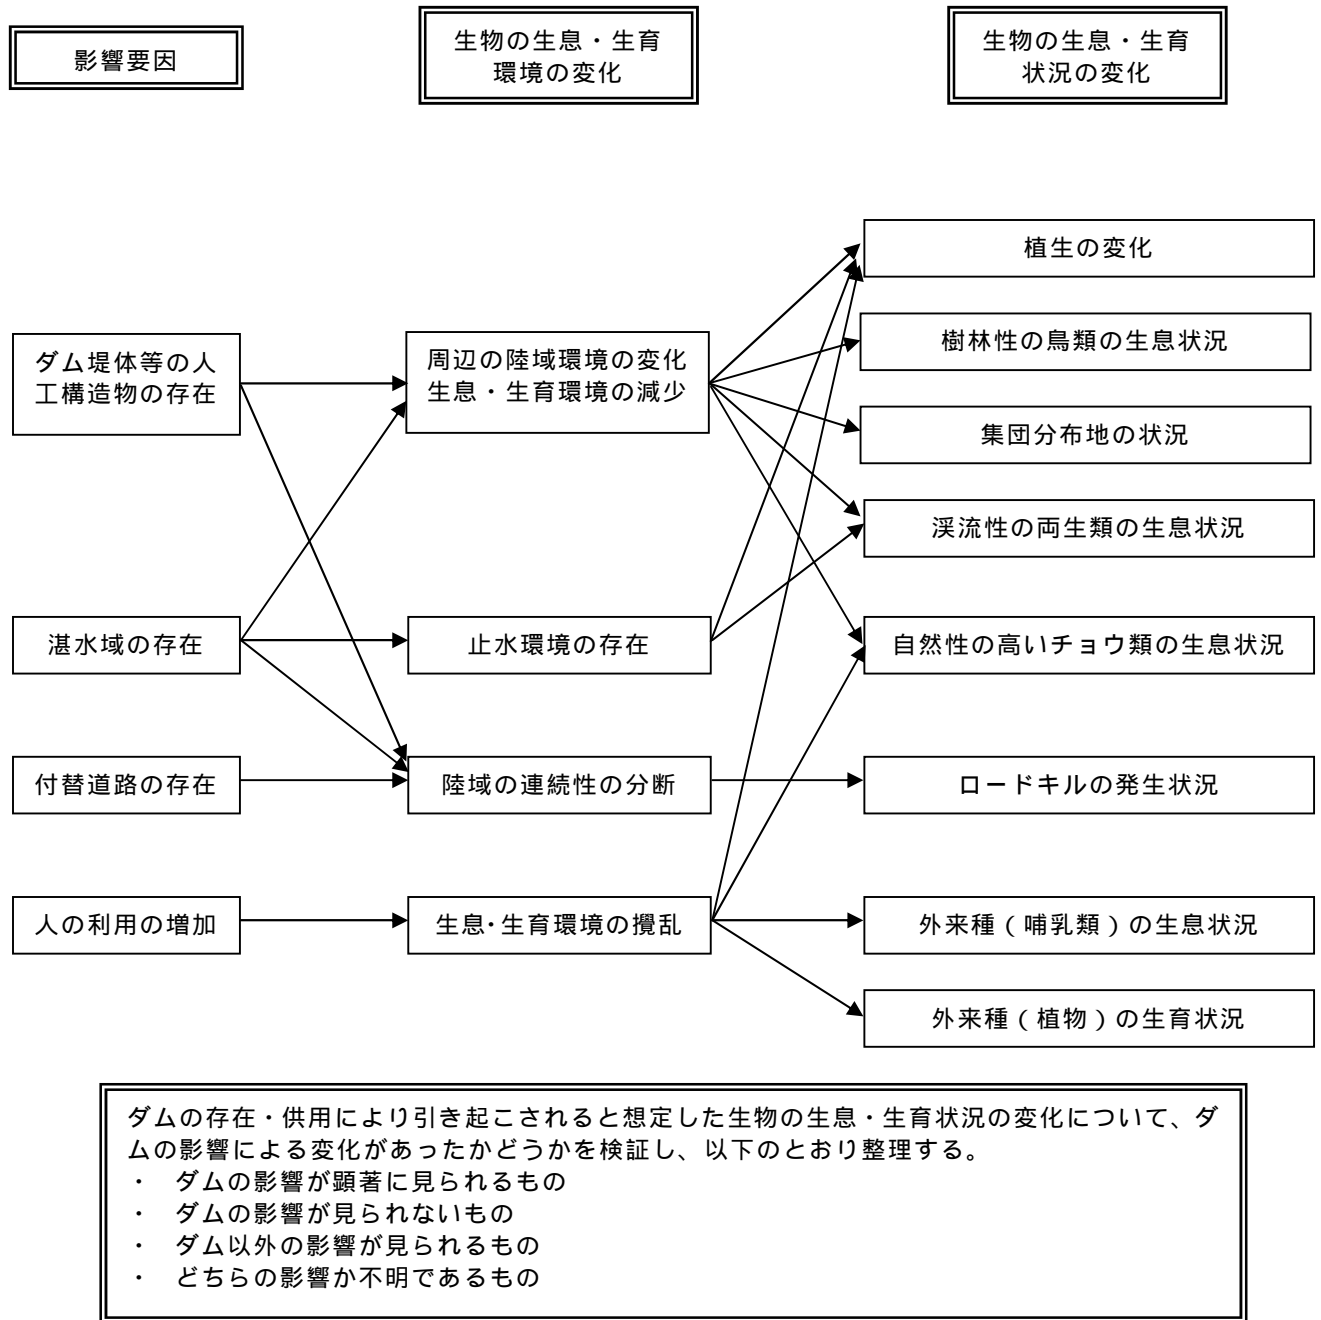 影響要因
生物の生息・生育
環境の変化
生物の生息・生育
状況の変化
植生の変化
樹林性の鳥類の生息状況
ダム堤体等の人
工構造物の存在
周辺の陸域環境の変化
生息・生育環境の減少
集団分布地の状況
渓流性の両生類の生息状況
湛水域の存在
止水環境の存在
自然性の高いチョウ類の生息状況
付替道路の存在
陸域の連続性の分断
ロードキルの発生状況
人の利用の増加
生息・生育環境の攪乱
外来種(哺乳類)の生息状況
外来種(植物)の生育状況
ダムの存在・供用により引き起こされると想定した生物の生息・生育状況の変化について、ダ
ムの影響による変化があったかどうかを検証し、以下のとおり整理する。
・ ダムの影響が顕著に見られるもの
・ ダムの影響が見られないもの
・ ダム以外の影響が見られるもの
・ どちらの影響か不明であるもの